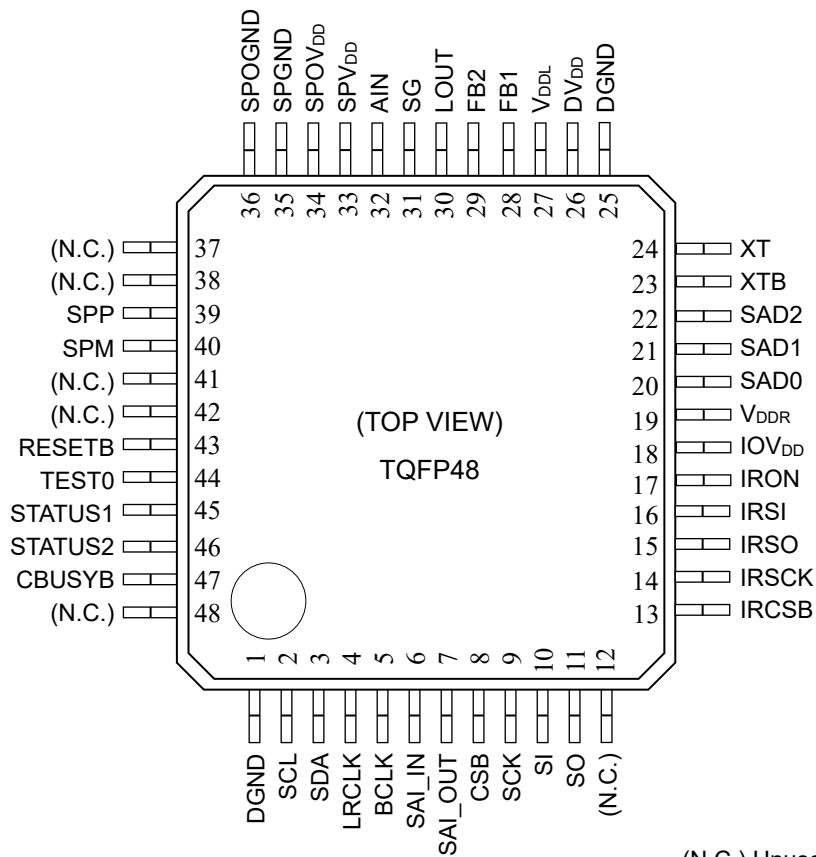 SPOGND
SPGND
SPOVDD
SPVDD
AIN
SG
LOUT
FB2
FB1
VDDL
DVDD
DGND
36
35
34
33
32
31
30
29
28
27
26
25
(N.C.) 37
(N.C.) 38
SPP 39
SPM 40
(N.C.) 41
(N.C.) 42
RESETB 43
TEST0 44
STATUS1 45
STATUS2 46
CBUSYB 47
(N.C.) 48
(TOP VIEW)
TQFP48
24 XT
23 XTB
22 SAD2
21 SAD1
20 SAD0
19 VDDR
18 IOVDD
17 IRON
16 IRSI
15 IRSO
14 IRSCK
13 IRCSB
1
2
3
4
5
6
7
8
9
10
11
12
DGND
SCL
SDA
LRCLK
BCLK
SAI_IN
SAI_OUT
CSB
SCK
SI
SO
(N.C.)
(N.C.)